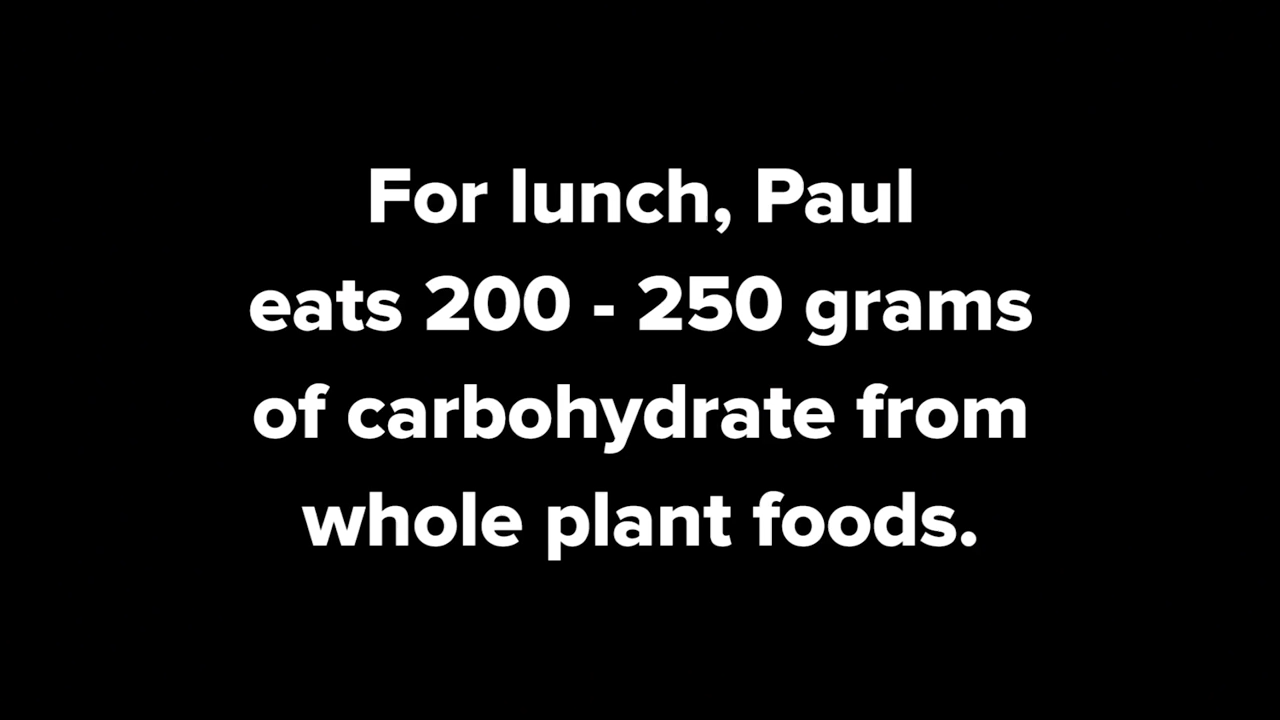 For lunch, Paul
eats 200 - 250 grams
of carbohydrate from
whole plant foods.